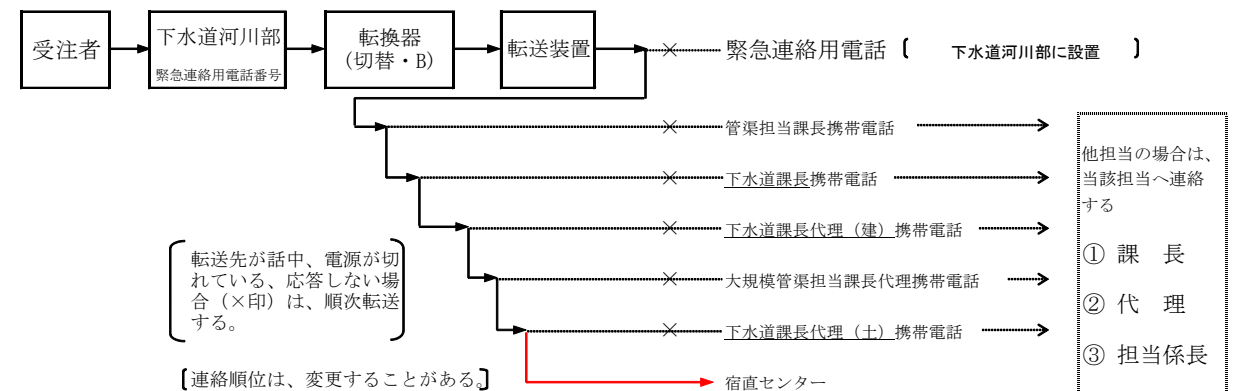 受注者
下水道河川部
緊急連絡用電話番号
転換器
(切替・B)
転送装置
緊急連絡用電話
下水道河川部に設置
管渠担当課長携帯電話
下水道課長携帯電話
下水道課長代理（建）携帯電話
大規模管渠担当課長代理携帯電話
下水道課長代理（土）携帯電話
宿直センター
転送先が話中、電源が切
れている、応答しない場
合（×印）は、順次転送
する。
連絡順位は、変更することがある。
他担当の場合は、
当該担当へ連絡
する
① 課　長
② 代　理
③ 担当係長